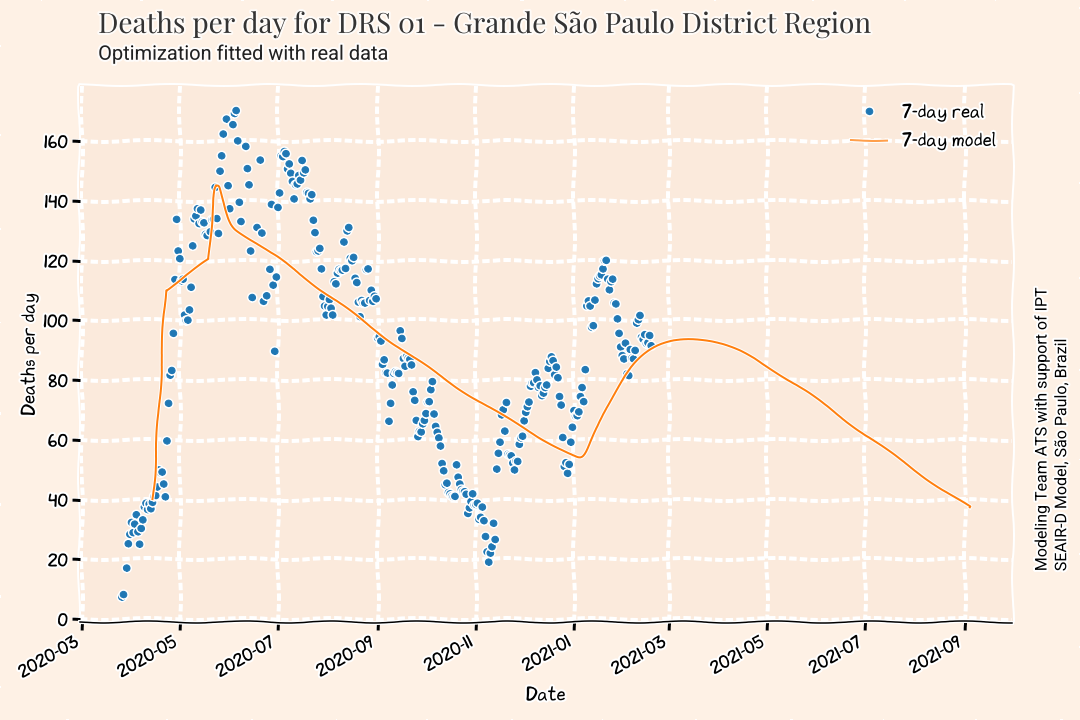 Deaths per day for DRS 01 - Grande São Paulo District Region
Optimization fitted with real data
7-day real
7-day model
Deaths per day
160
140
120
100
80
60
40
20
0
2020-03
2020-05
2020-07
2020-09
2020-11
2021-01
2021-03
2021-05
2021-07
2021-09
Date
Modeling Team ATS with support of IPT
SEAIR-D Model, São Paulo, Brazil